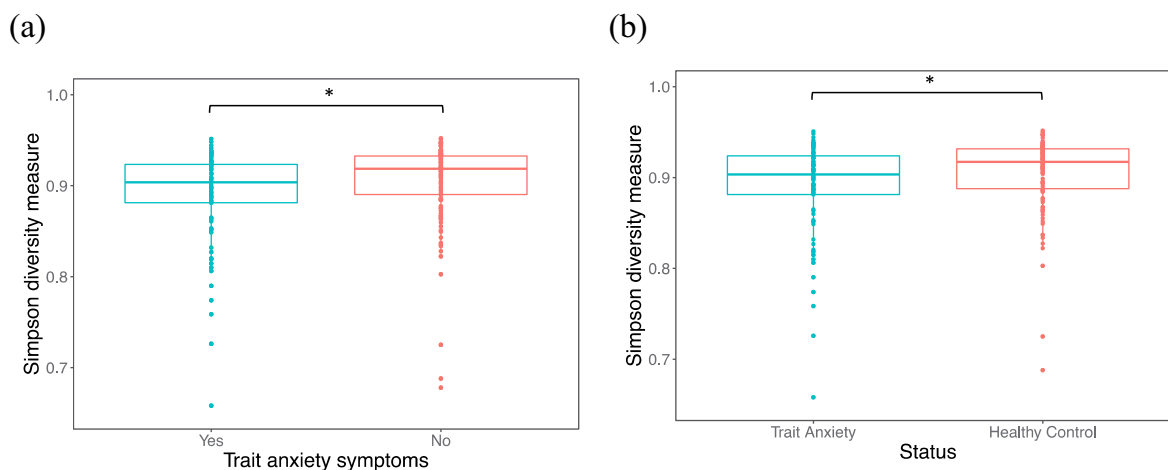 (a)
(b)
*
1.0
0.9
0.8
0.7
Simpson diversity measure
Yes
No
Trait anxiety symptoms
*
1.0
0.9
0.8
0.7
Simpson diversity measure
Trait Anxiety
Healthy Control
Status